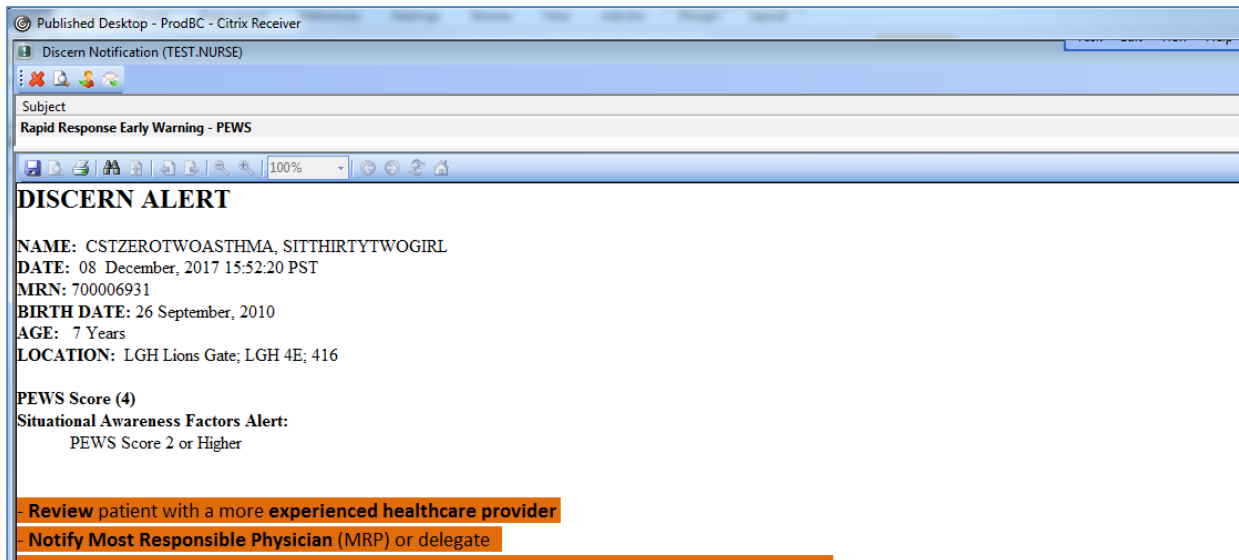 Published Desktop - ProdBC - Citrix Receiver
Discern Notification (TEST.NURSE)
Subject
Rapid Response Early Warning - PEWS
100%
DISCERN ALERT
NAME: CSTZEROTWOASTHMA, SITTHIRTYTWOGIRL
DATE: 08 December, 2017 15:52:20 PST
MRN: 700006931
BIRTH DATE: 26 September, 2010
AGE: 7 Years
LOCATION: LGH Lions Gate; LGH 4E; 416
PEWS Score (4)
Situational Awareness Factors Alert:
PEWS Score 2 or Higher
- Review patient with a more experienced healthcare provider
- Notify Most Responsible Physician (MRP) or delegate